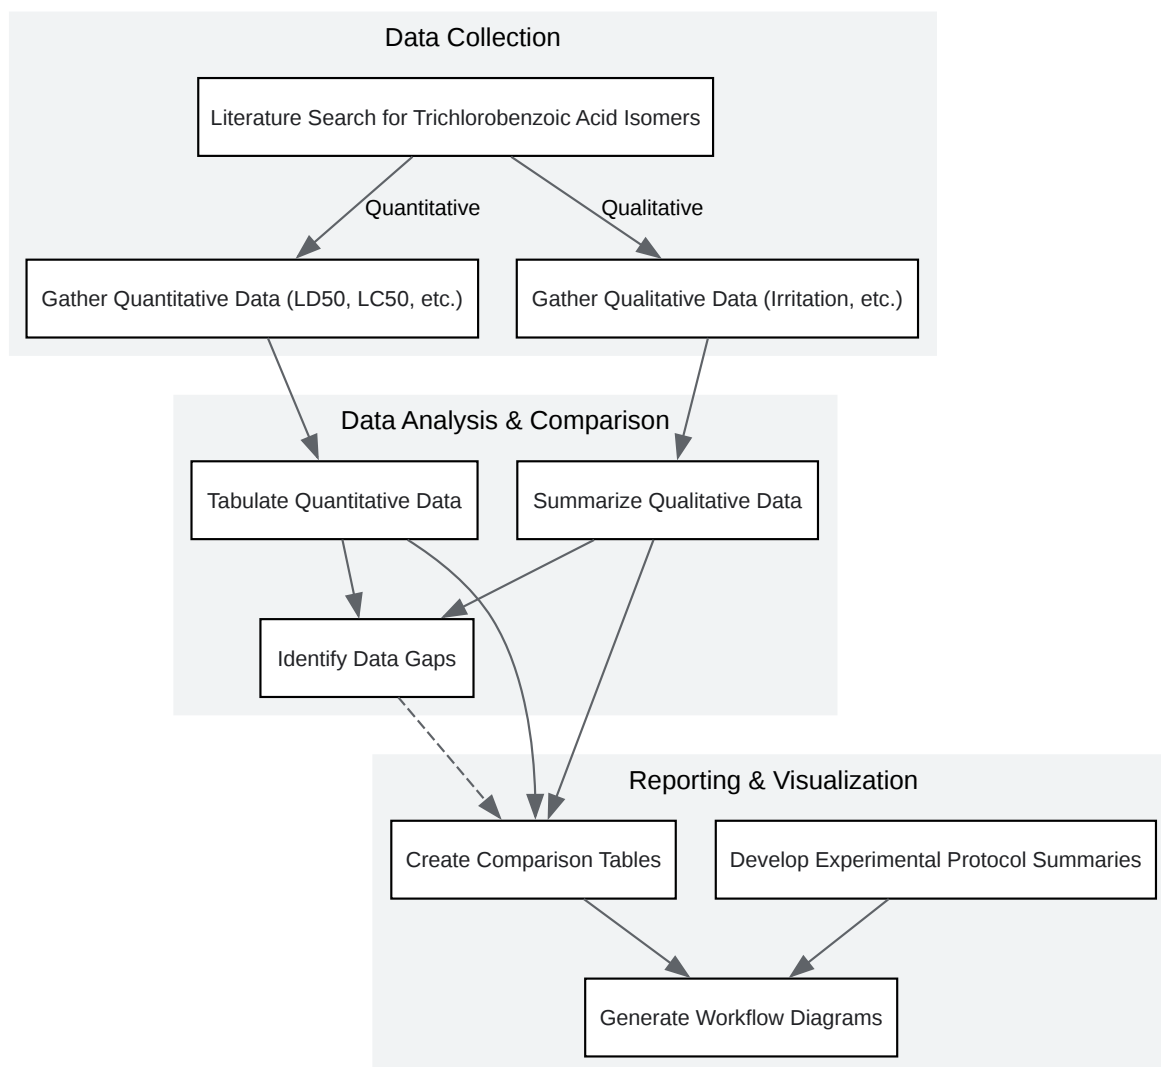 Data Collection
Literature Search for Trichlorobenzoic Acid Isomers
Quantitative
Qualitative
Gather Quantitative Data (LD50, LC50, etc.)
Gather Qualitative Data (Irritation, etc.)
Data Analysis & Comparison
Tabulate Quantitative Data
Summarize Qualitative Data
Identify Data Gaps
Reporting & Visualization
Create Comparison Tables
Develop Experimental Protocol Summaries
Generate Workflow Diagrams